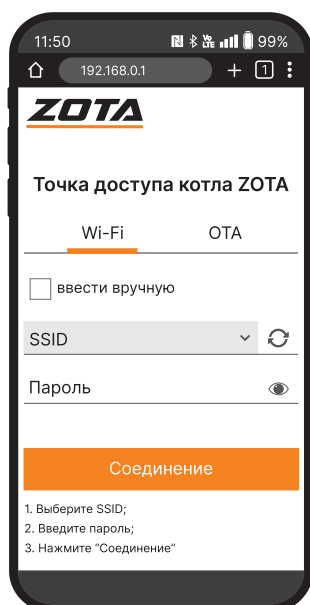 11:50 99%
192.168.0.1 + 1
ZOTA
Точка доступа котла ZOTA
Wi-Fi OTA
ввести вручную
SSID
Пароль
Соединение
1. Выберите SSID;
2. Введите пароль;
3. Нажмите “Соединение”